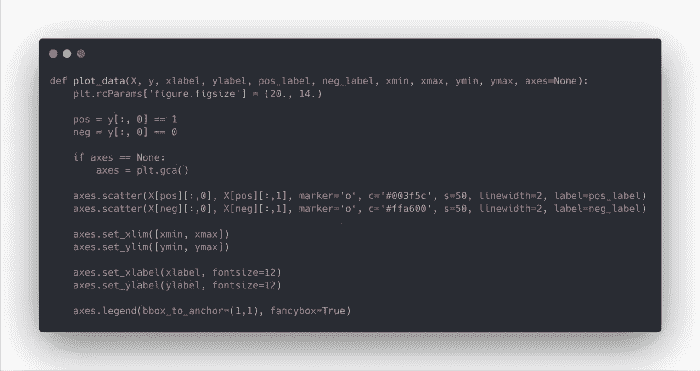 def plot_data(X, y, xlabel, ylabel, pos_label, neg_label, xmin, xmax, ymin, ymax, axes=None):
    plt.rcParams['figure.figsize'] = (20., 14.)
    pos = y[:, 0] == 1
    neg = y[:, 0] == 0
    if axes == None:
        axes = plt.gca()
    axes.scatter(X[pos][:,0], X[pos][:,1], marker='o', c='#003f5c', s=50, linewidth=2, label=pos_label)
    axes.scatter(X[neg][:,0], X[neg][:,1], marker='o', c='#ffa600', s=50, linewidth=2, label=neg_label)
    axes.set_xlim([xmin, xmax])
    axes.set_ylim([ymin, ymax])
    axes.set_xlabel(xlabel, fontsize=12)
    axes.set_ylabel(ylabel, fontsize=12)
    axes.legend(bbox_to_anchor=(1,1), fancybox=True)